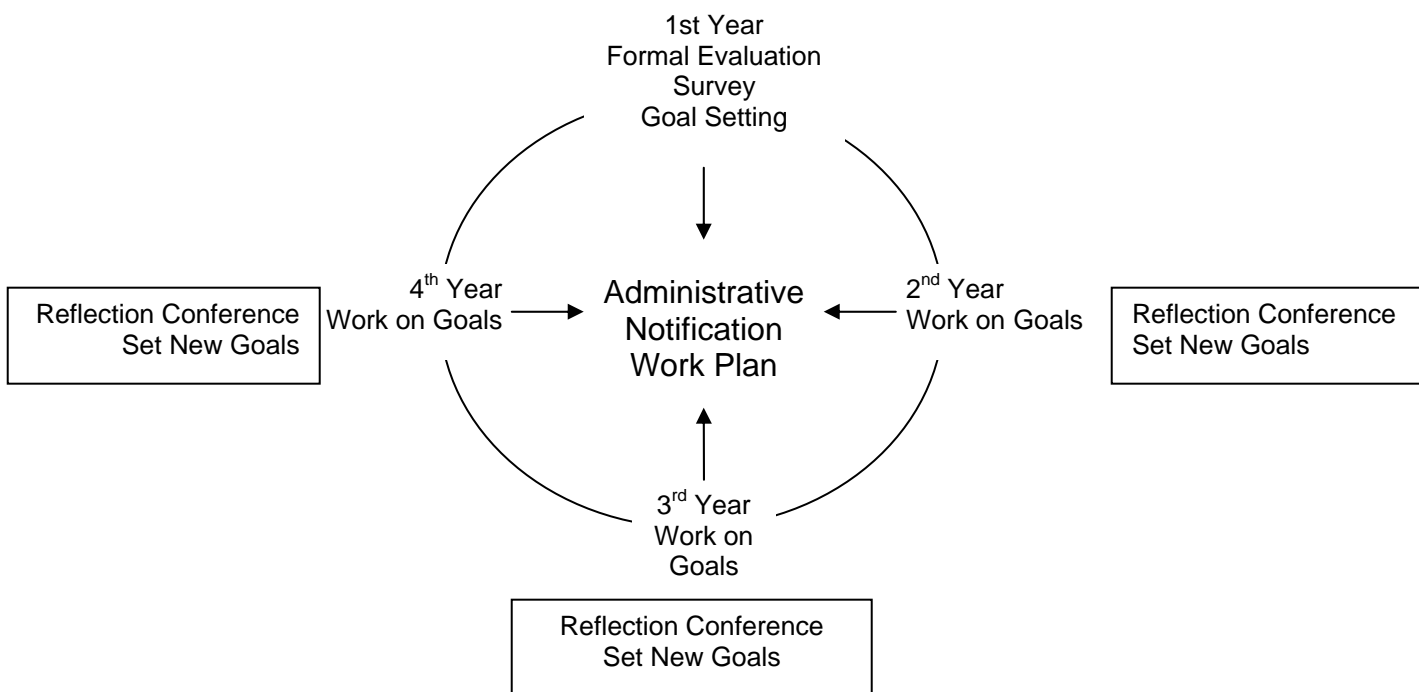 1st Year
Formal Evaluation
Survey
Goal Setting
4th Year
Work on Goals
Reflection Conference
Set New Goals
Administrative
Notification
Work Plan
2nd Year
Work on Goals
Reflection Conference
Set New Goals
3rd Year
Work on
Goals
Reflection Conference
Set New Goals